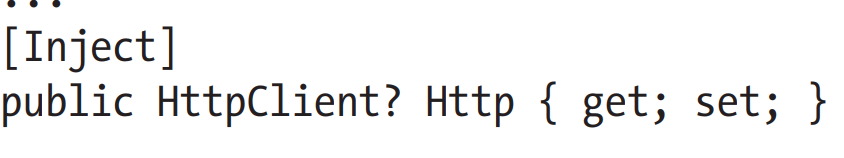 ...
[Inject]
public HttpClient? Http { get; set; }